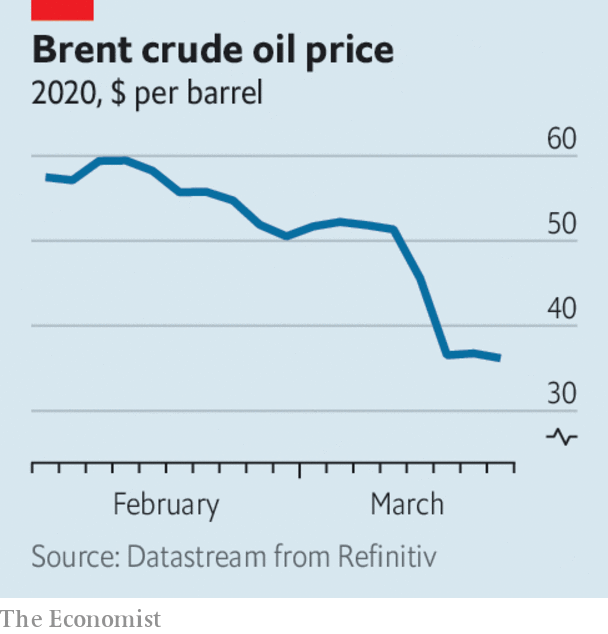 Brent crude oil price
2020, $ per barrel
60
50
40
30
February March
Source: Datastream from Refinitiv
The Economist